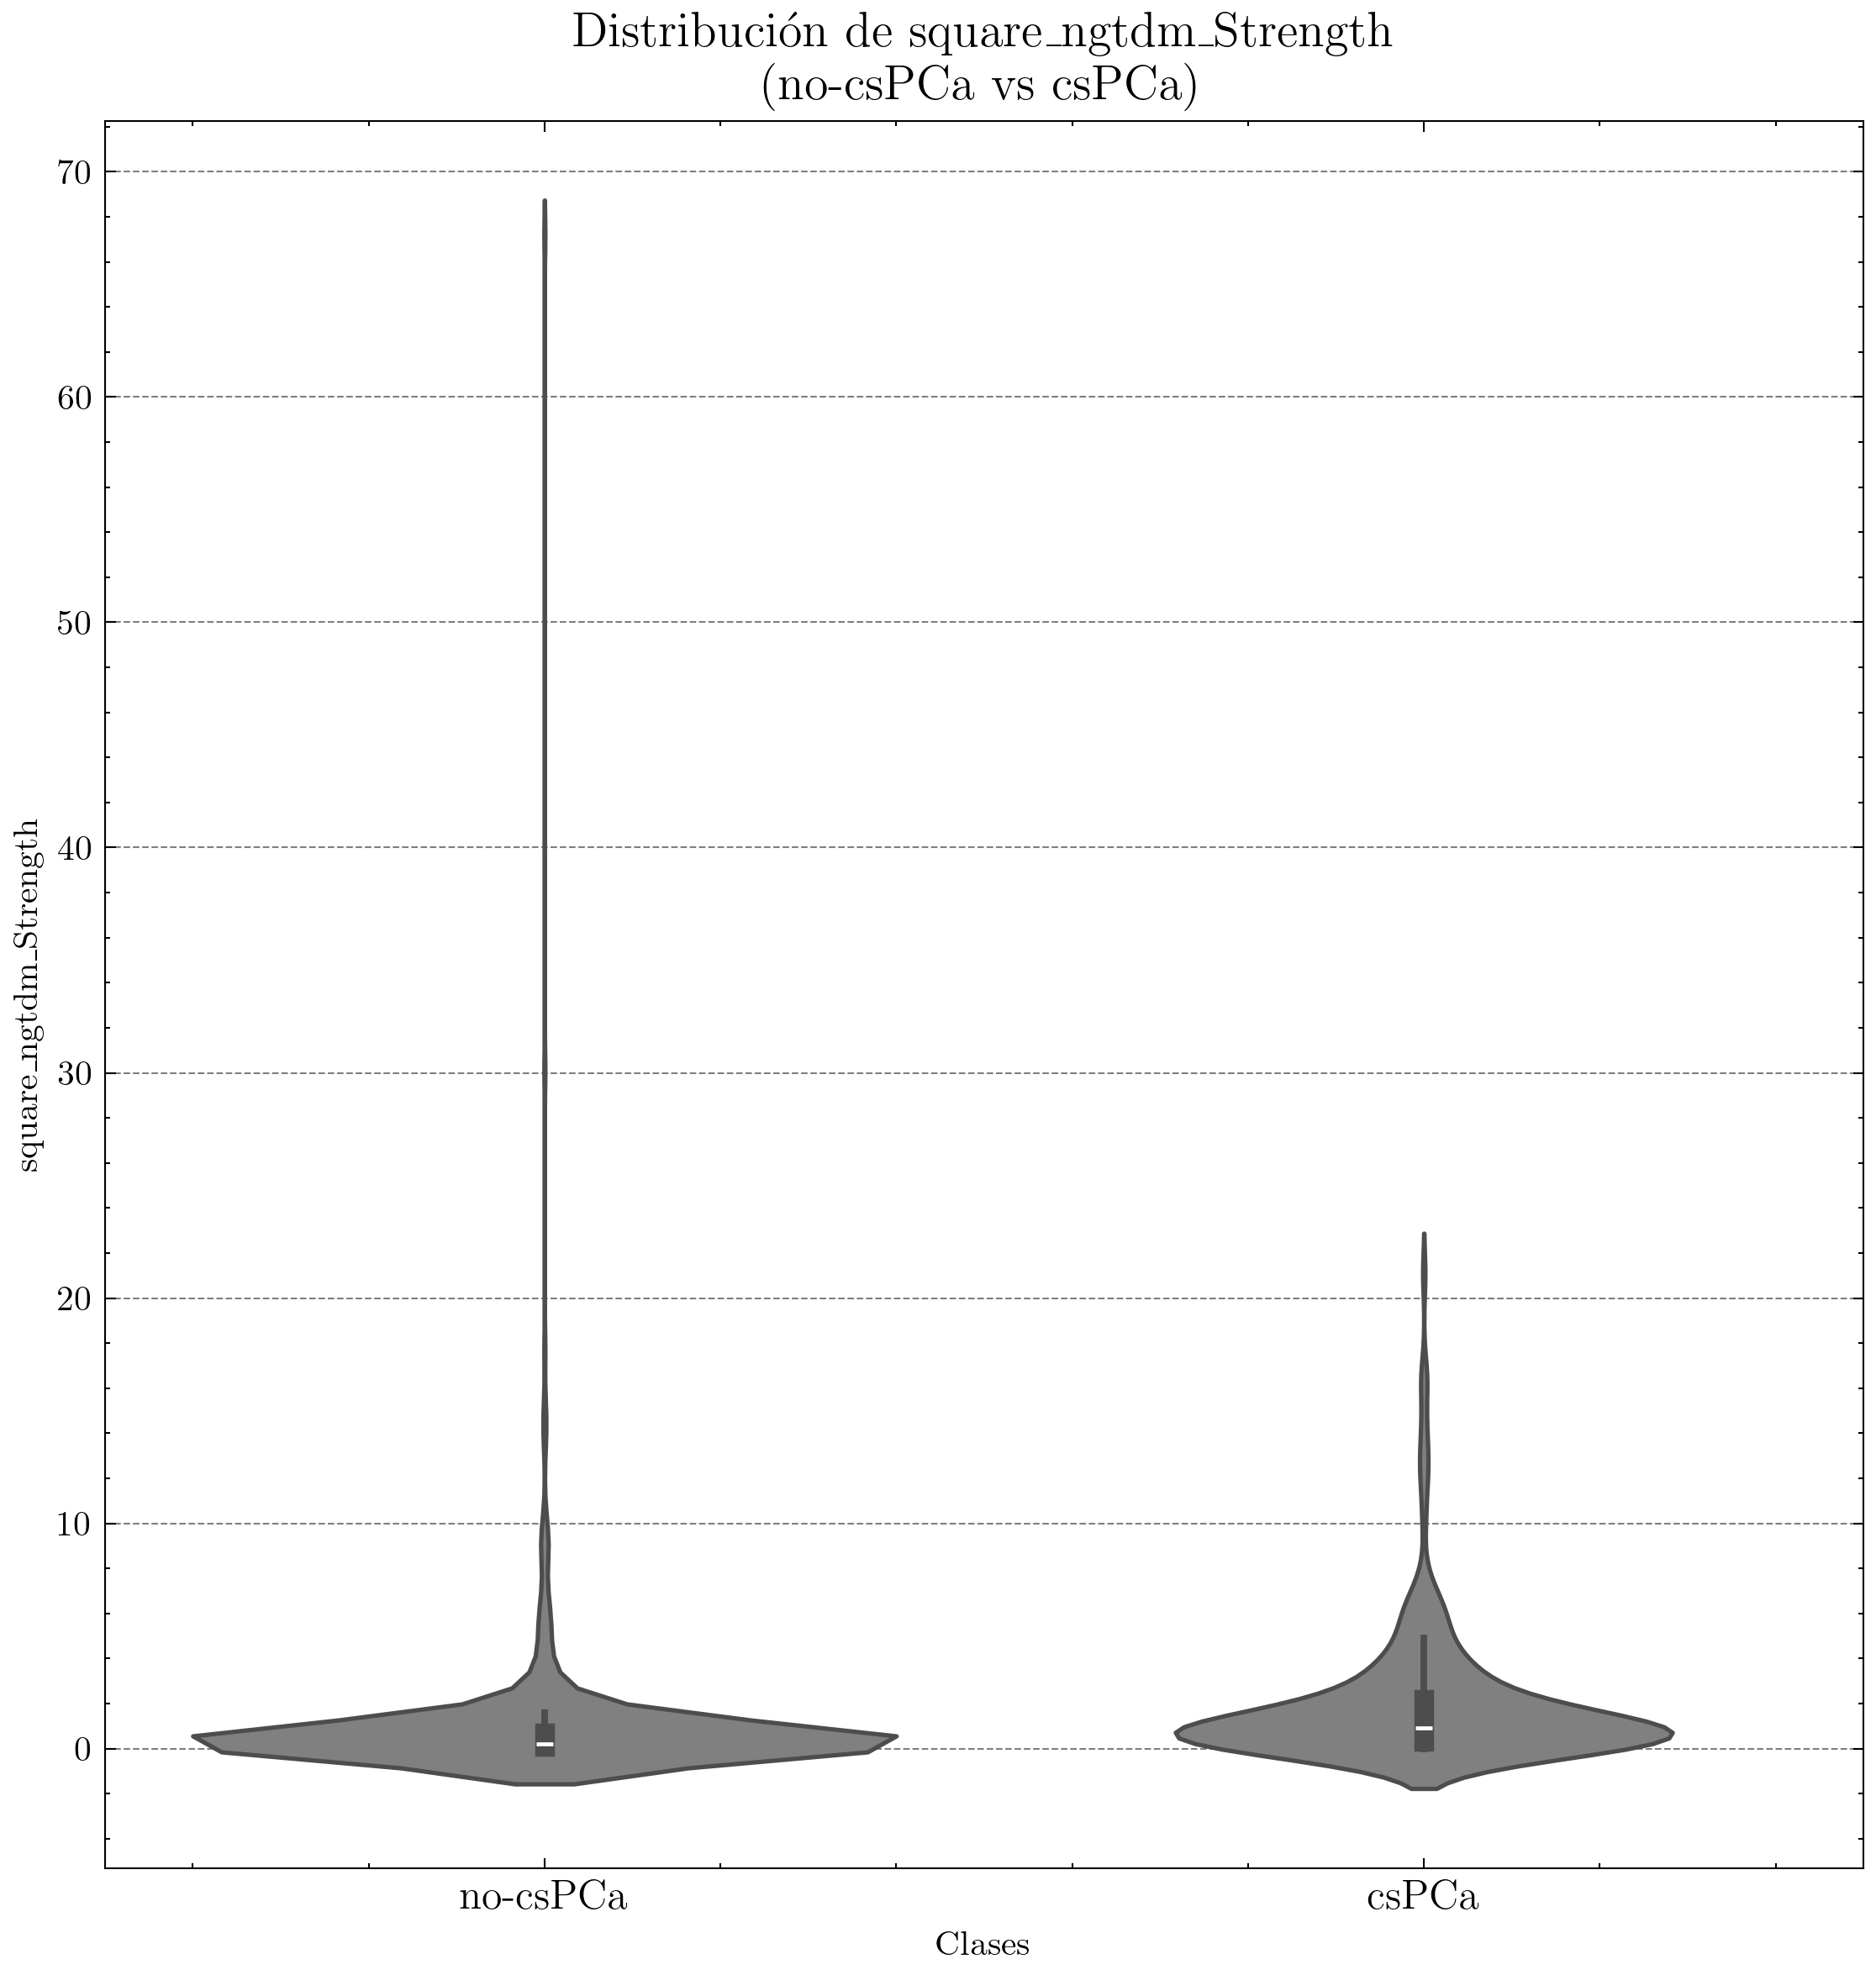 Distribución de square_ngtdm_Strength
(no-csPCa vs csPCa)
70
60
50
40
30
20
10
0
square_ngtdm_Strength
no-csPCa
csPCa
Clases